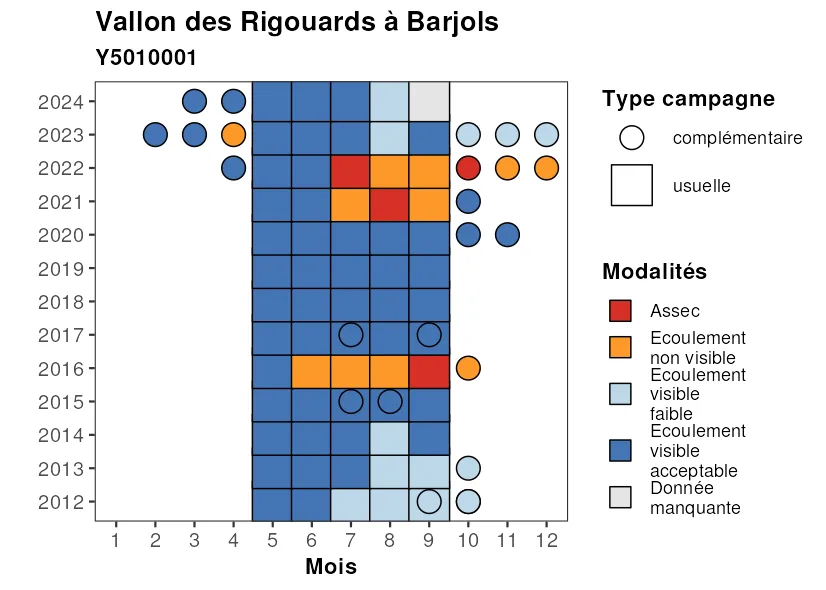 Vallon des Rigouards à Barjols
Y5010001
2024
2023
2022
2021
2020
2019
2018
2017
2016
2015
2014
2013
2012
1 2 3 4 5 6 7 8 9 10 11 12
Mois
Type campagne
complémentaire
usuelle
Modalités
Assec
Ecoulement
non visible
Ecoulement
visible
faible
Ecoulement
visible
acceptable
Donnée
manquante